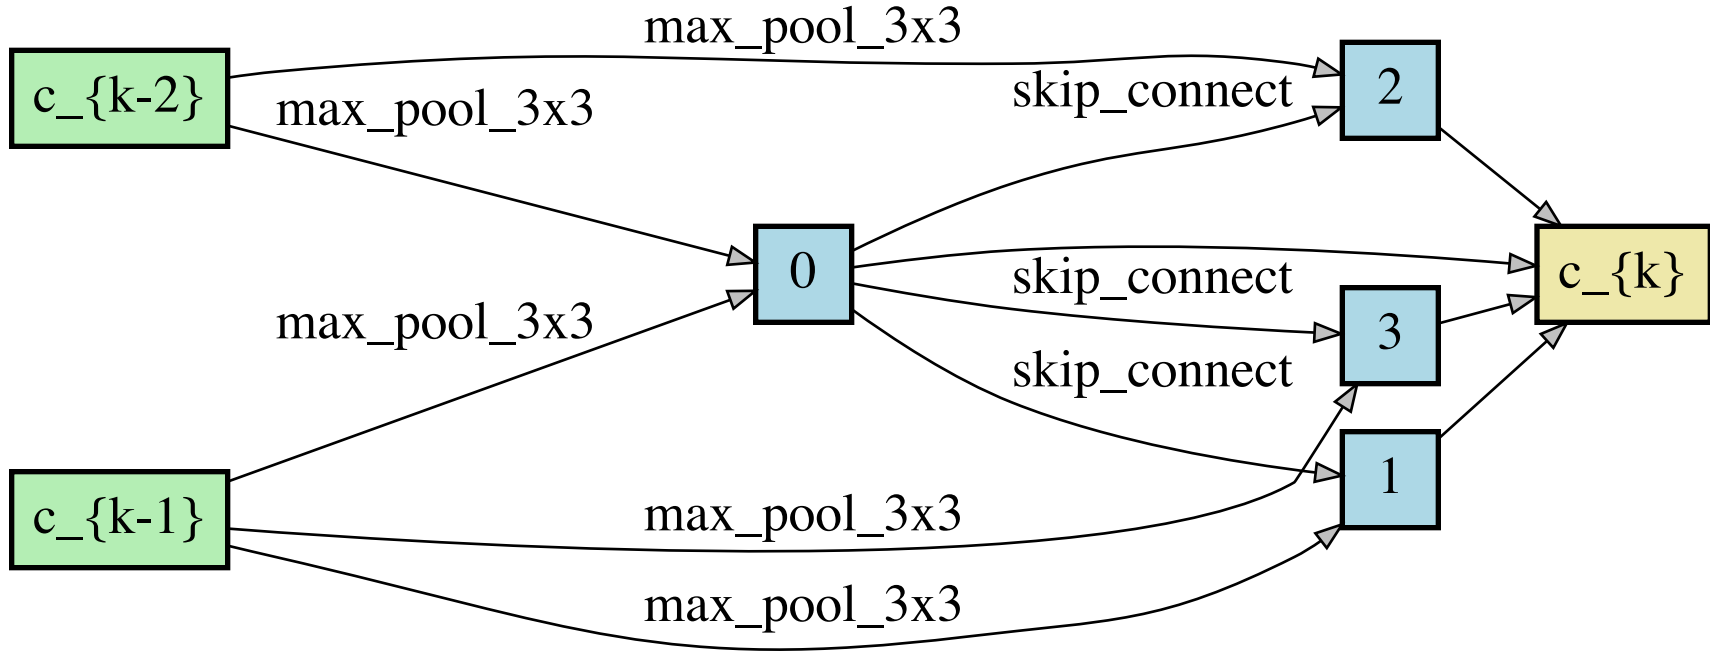 max_pool_3x3
c_{k-2}
max_pool_3x3
skip_connect
2
0
skip_connect
c_{k}
max_pool_3x3
3
skip_connect
c_{k-1}
max_pool_3x3
1
max_pool_3x3